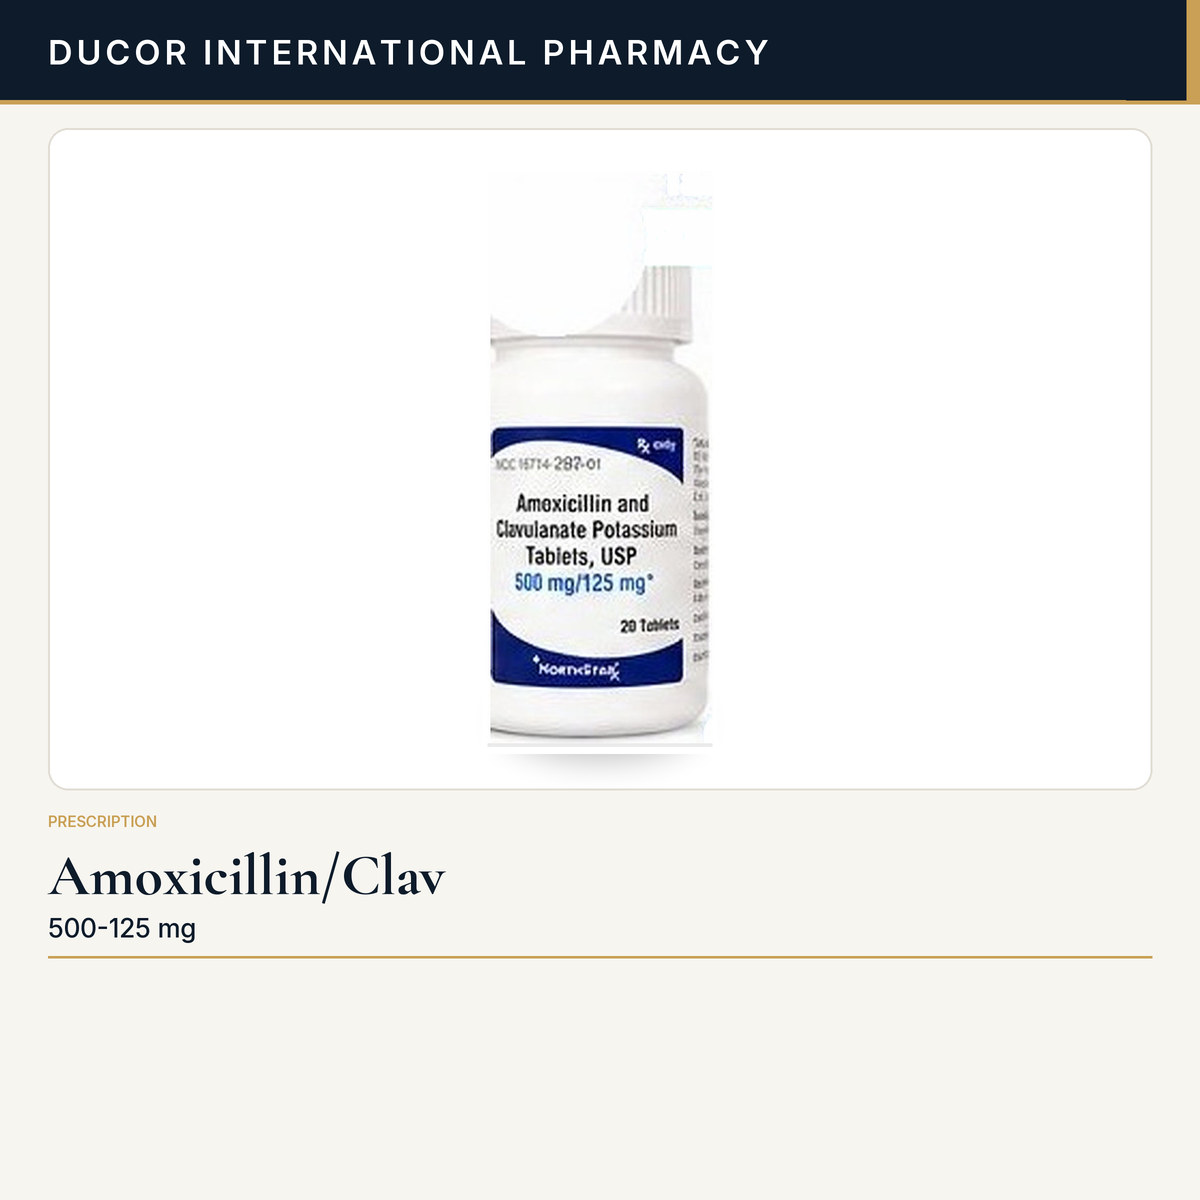 DUCOR INTERNATIONAL PHARMACY
Rx only
NDC 16714-297-01
Amoxicillin and
Clavulanate Potassium
Tablets, USP
500 mg/125 mg*
20 Tablets
NORTHSTAR
PRESCRIPTION
Amoxicillin/Clav
500-125 mg